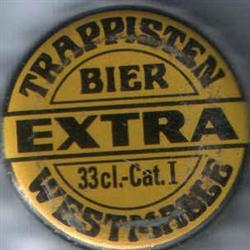 TRAPPISTEN
BIER
EXTRA
33cl.-Cat.I
WESTMALLE